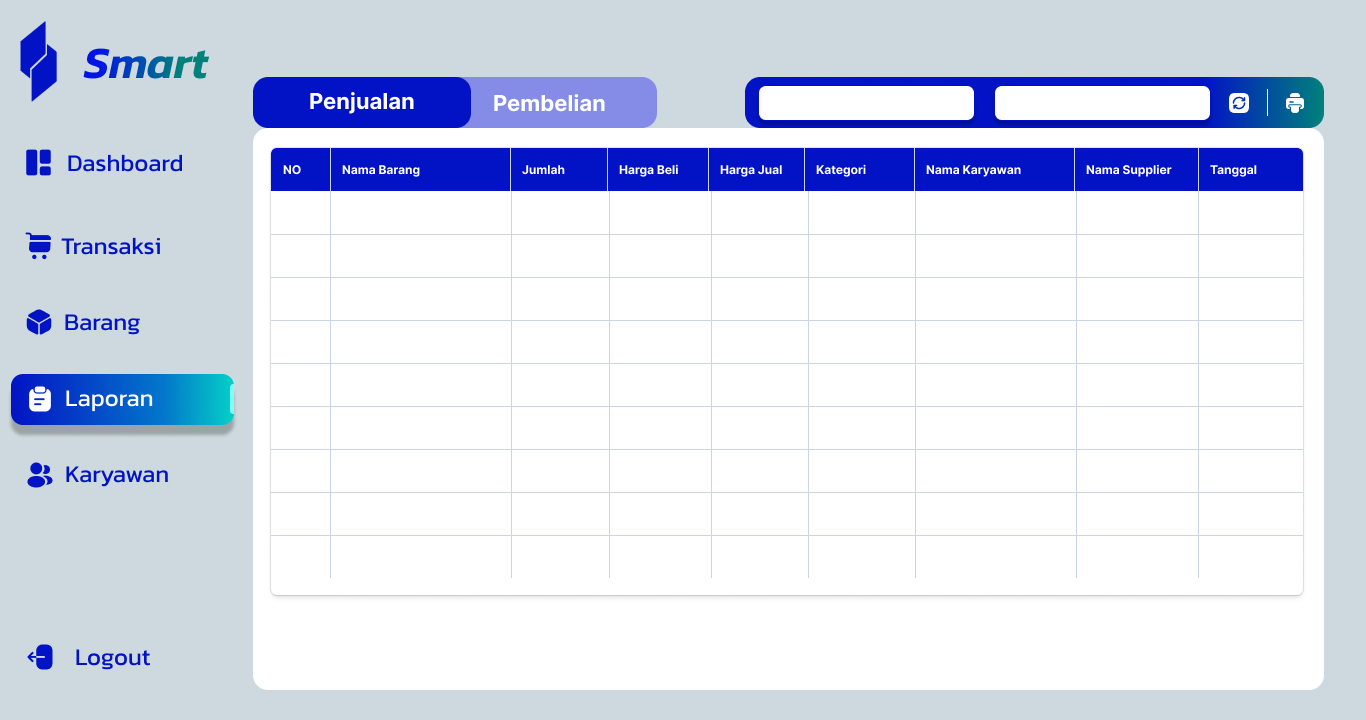 Smart
Dashboard
Transaksi
Barang
Laporan
Karyawan
Logout
Penjualan
Pembelian
NO
Nama Barang
Jumlah
Harga Beli
Harga Jual
Kategori
Nama Karyawan
Nama Supplier
Tanggal